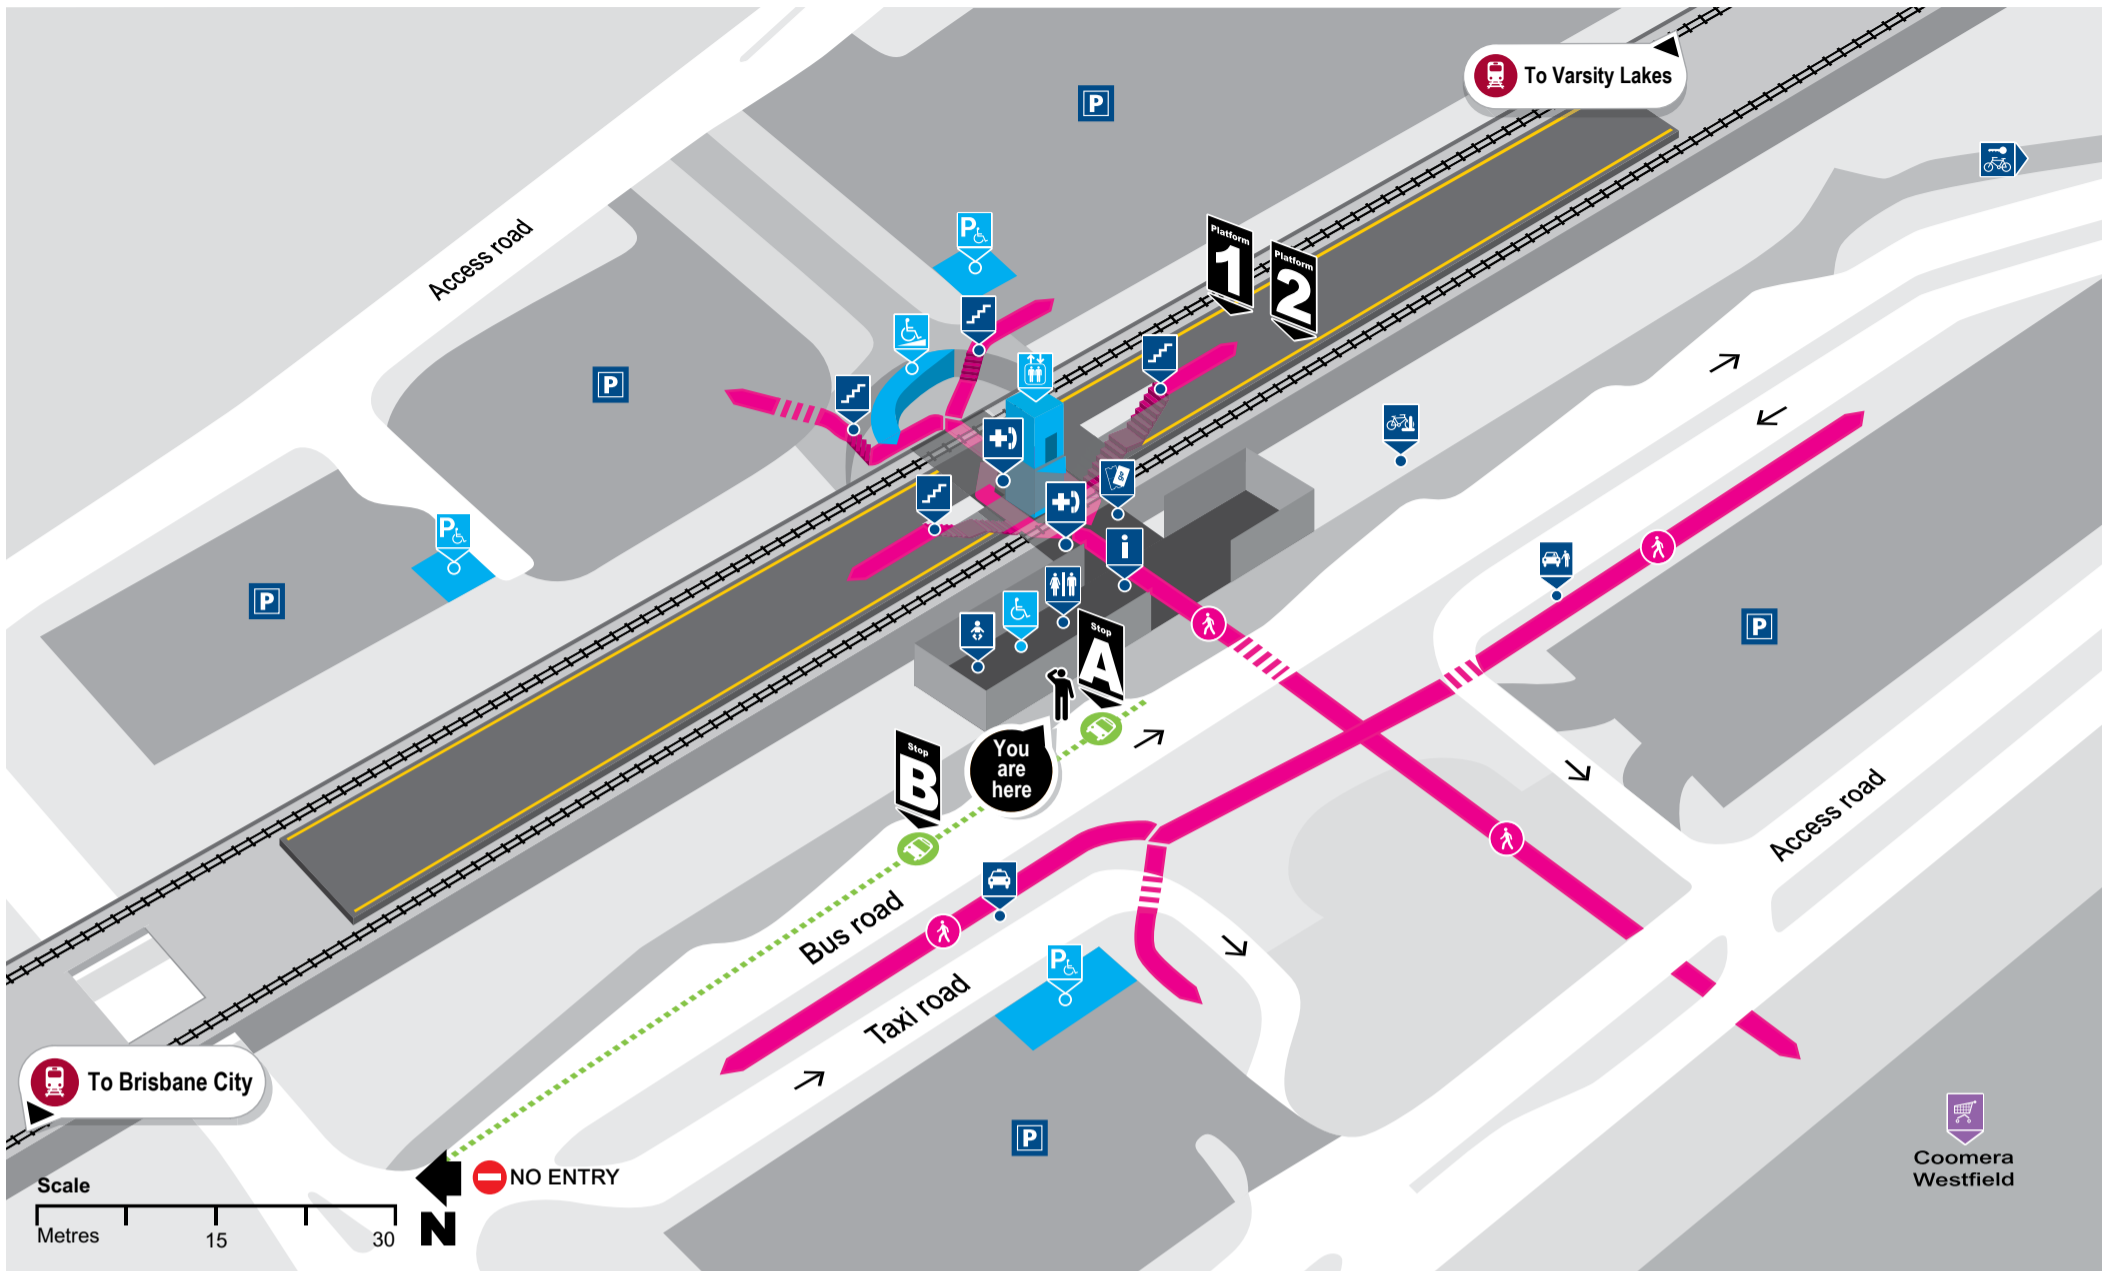 To Varsity Lakes
P
P
Access road
Platform
1
Platform
2
P
P
P
P
P
i
Stop
A
Stop
B
You
are
here
Access road
Bus road
P
Taxi road
P
To Brisbane City
NO ENTRY
N
Scale
Metres
15
30
Coomera
Westfield